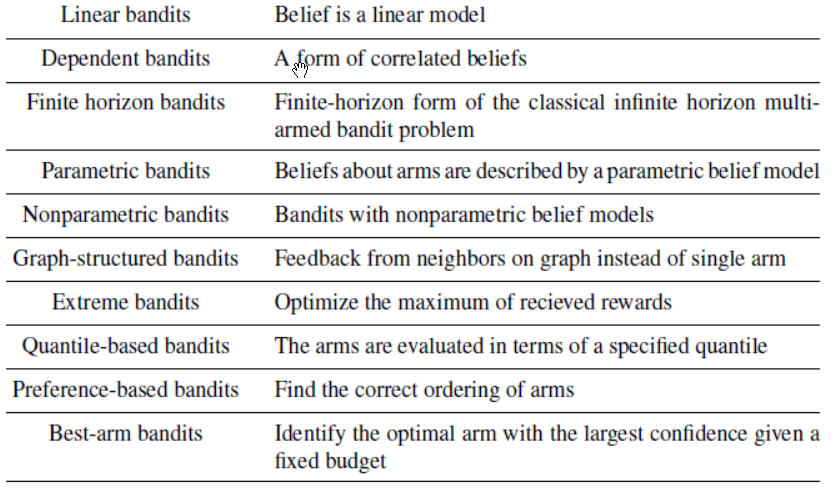 Linear bandits Belief is a linear model
Dependent bandits A form of correlated beliefs
Finite horizon bandits Finite-horizon form of the classical infinite horizon multi-
armed bandit problem
Parametric bandits Beliefs about arms are described by a parametric belief model
Nonparametric bandits Bandits with nonparametric belief models
Graph-structured bandits Feedback from neighbors on graph instead of single arm
Extreme bandits Optimize the maximum of recieved rewards
Quantile-based bandits The arms are evaluated in terms of a specified quantile
Preference-based bandits Find the correct ordering of arms
Best-arm bandits Identify the optimal arm with the largest confidence given a
fixed budget